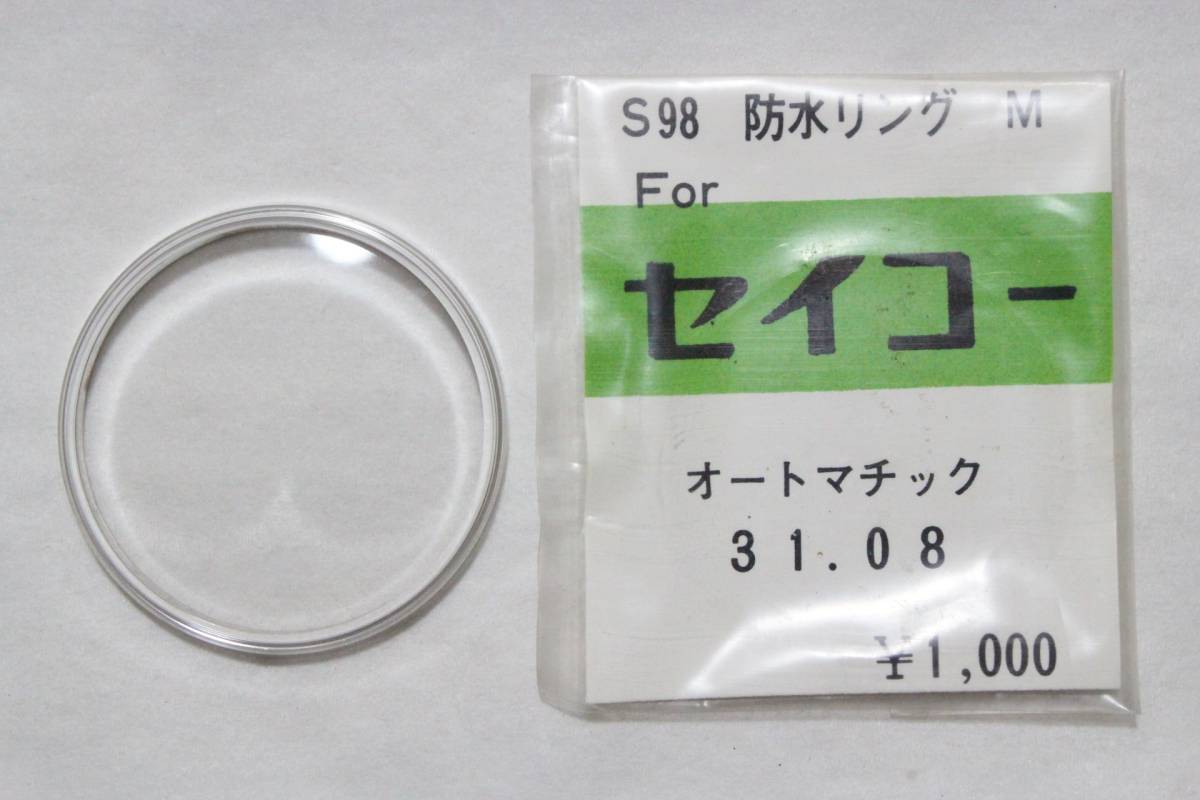 S98 防水リング M
For
セイコー
オートマチック
31.08
¥1,000